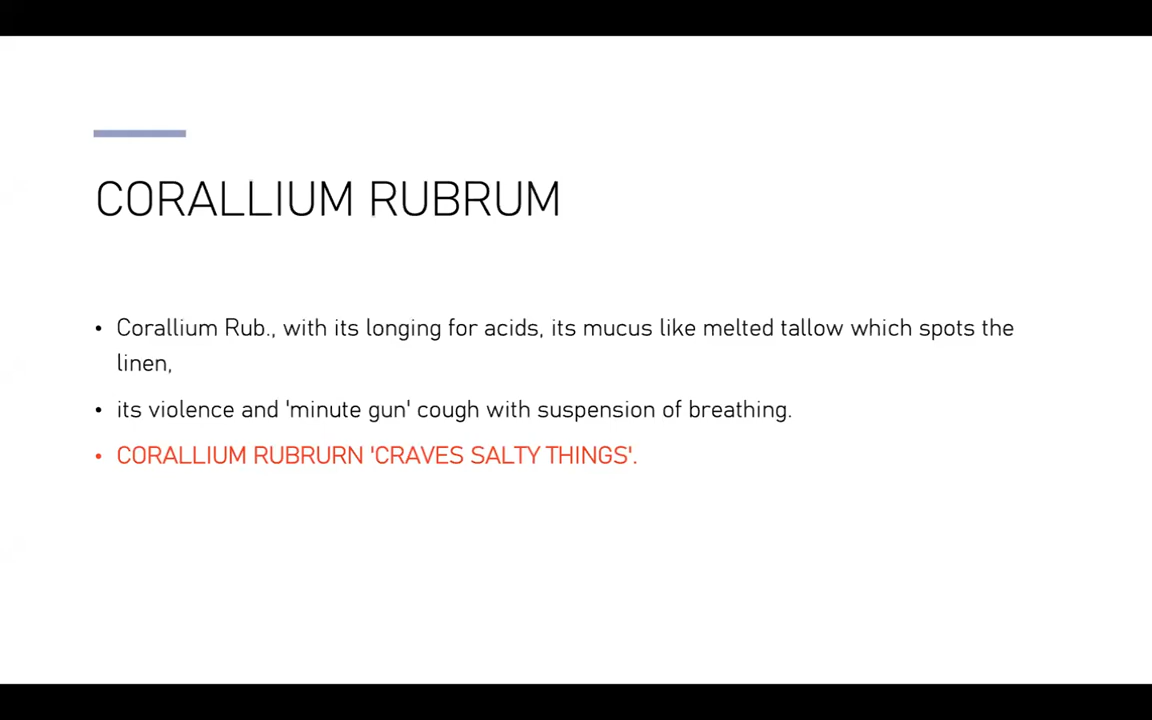 CORALLIUM RUBRUM
• Corallium Rub., with its longing for acids, its mucus like melted tallow which spots the
linen,
• its violence and 'minute gun' cough with suspension of breathing.
• CORALLIUM RUBRURN 'CRAVES SALTY THINGS'.